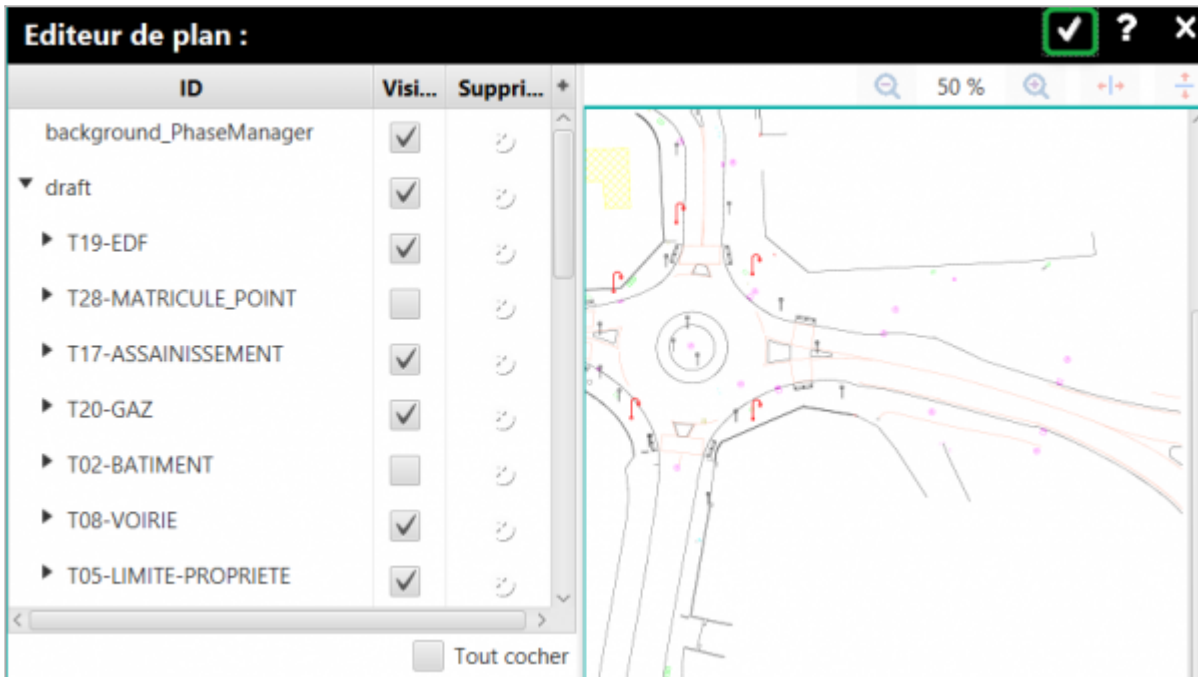 Editeur de plan :
ID Visi... Suppri... +
50 %
background_PhaseManager
draft
T19-EDF
T28-MATRICULE_POINT
T17-ASSAINISSEMENT
T20-GAZ
T02-BATIMENT
T08-VOIRIE
T05-LIMITE-PROPRIETE
Tout cocher